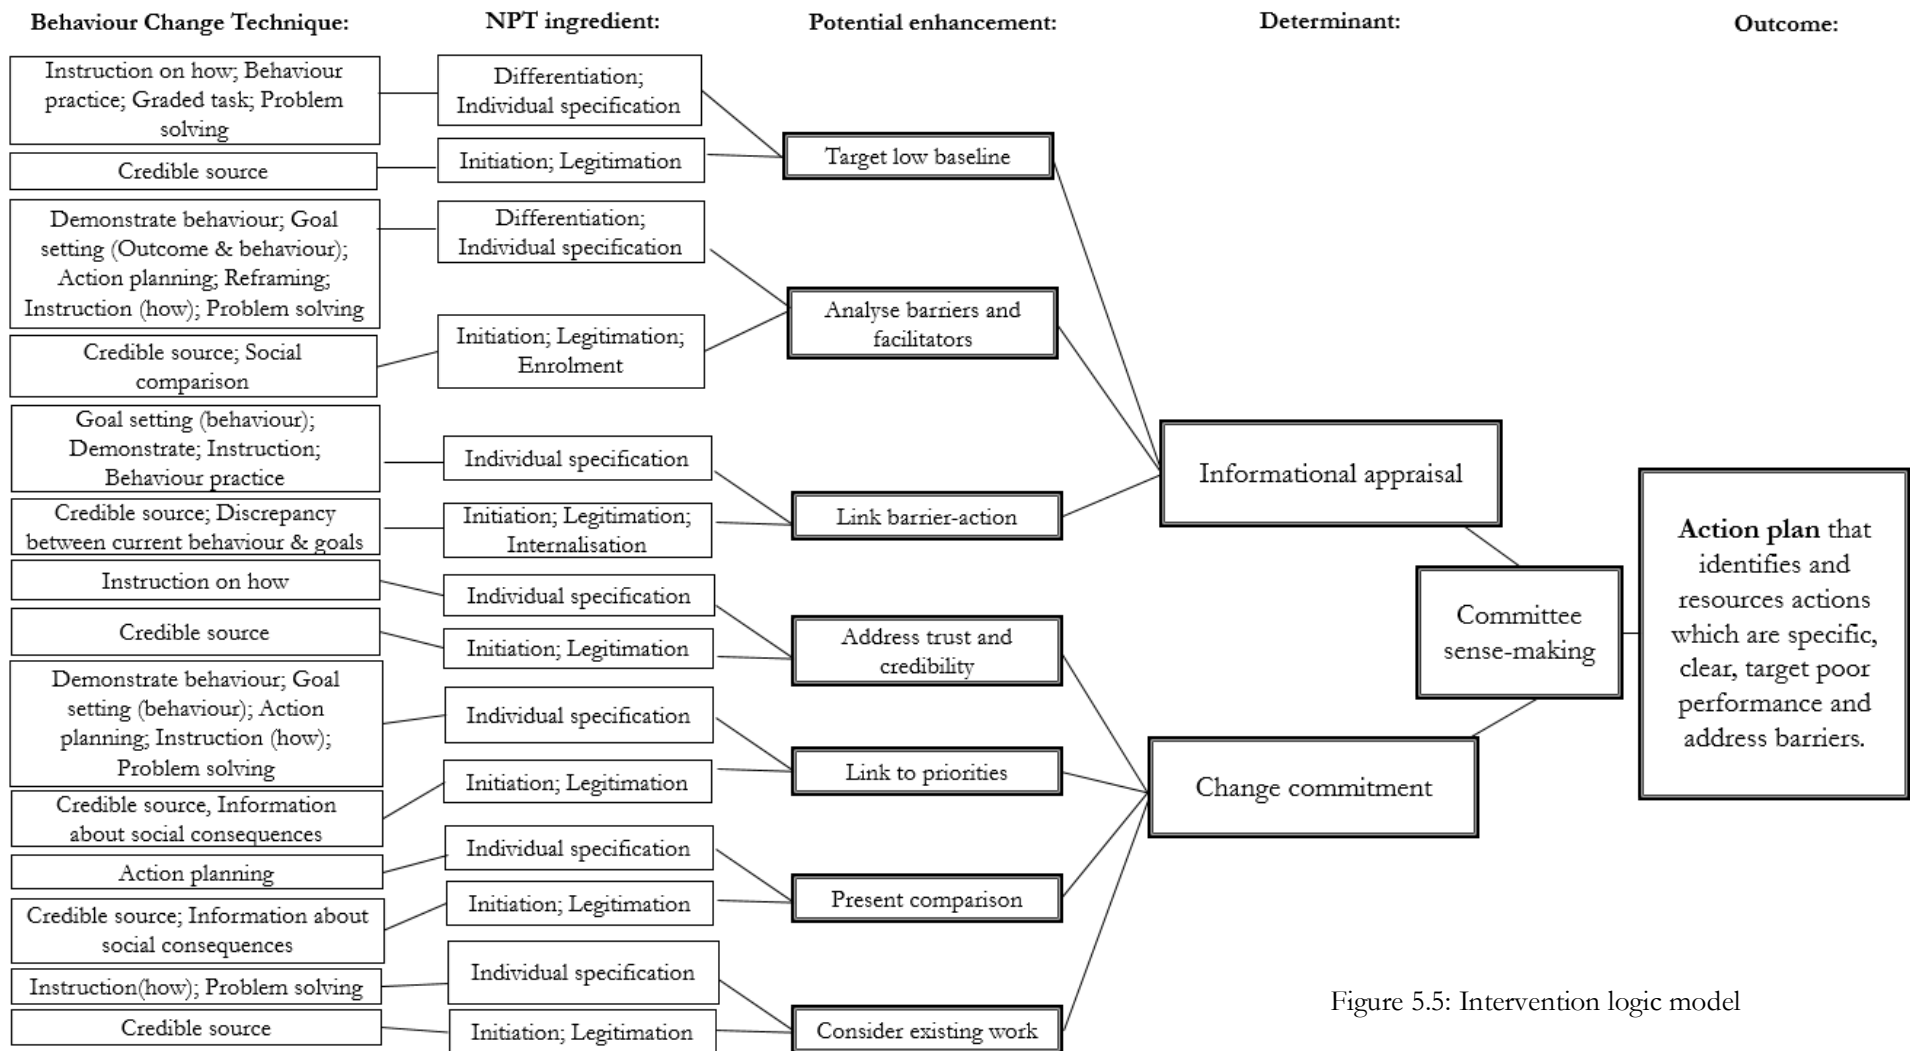 Behaviour Change Technique:
NPT ingredient:
Potential enhancement:
Determinant:
Outcome:
Instruction on how; Behaviour
practice; Graded task; Problem
solving
Credible source
Demonstrate behaviour; Goal
setting (Outcome & behaviour);
Action planning; Reframing;
Instruction (how); Problem solving
Credible source; Social
comparison
Goal setting (behaviour);
Demonstrate; Instruction;
Behaviour practice
Credible source; Discrepancy
between current behaviour & goals
Instruction on how
Credible source
Demonstrate behaviour; Goal
setting (behaviour); Action
planning; Instruction (how);
Problem solving
Credible source, Information
about social consequences
Action planning
Credible source; Information about
social consequences
Instruction(how); Problem solving
Credible source
Differentiation;
Individual specification
Initiation; Legitimation
Differentiation;
Individual specification
Initiation; Legitimation;
Enrolment
Individual specification
Initiation; Legitimation;
Internalisation
Individual specification
Initiation; Legitimation
Individual specification
Initiation; Legitimation
Individual specification
Initiation; Legitimation
Individual specification
Initiation; Legitimation
Target low baseline
Analyse barriers and
facilitators
Link barrier-action
Address trust and
credibility
Link to priorities
Present comparison
Consider existing work
Informational appraisal
Change commitment
Committee
sense-making
Action plan that
identifies and
resources actions
which are specific,
clear, target poor
performance and
address barriers.
Figure 5.5: Intervention logic model